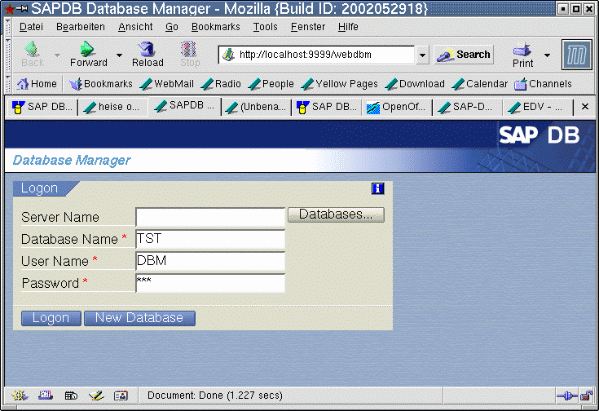 SAPDB Database Manager - Mozilla {Build ID: 2002052918}
Datei Bearbeiten Ansicht Go Bookmarks Tools Fenster Hilfe
Back Forward Reload Stop http://localhost:9999/webdbm Search Print
Home Bookmarks WebMail Radio People Yellow Pages Download Calendar Channels
SAP DB... heise o... SAPDB ... (Unbena... SAP DB... OpenOf... SAP-D... EDV - ...
SAP DB
Database Manager
Logon
Server Name Databases...
Database Name * TST
User Name * DBM
Password * ***
Logon New Database
Document: Done (1.227 secs)